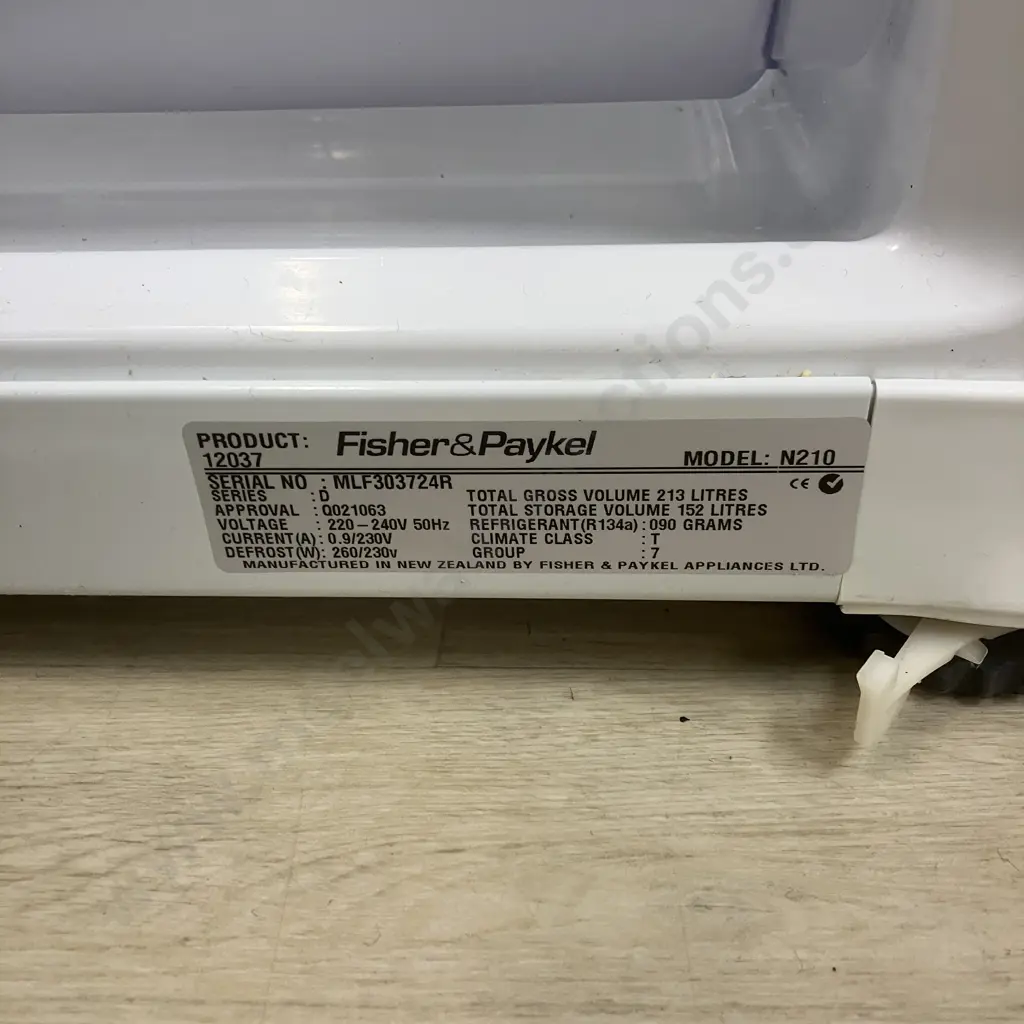 PRODUCT: Fisher&Paykel
12037 MODEL: N210
SERIAL NO : MLF303724R CE
SERIES : D TOTAL GROSS VOLUME 213 LITRES
APPROVAL : Q021063 TOTAL STORAGE VOLUME 152 LITRES
VOLTAGE : 220–240V 50Hz REFRIGERANT(R134a) : 090 GRAMS
CURRENT(A) : 0.9/230V CLIMATE CLASS : T
DEFROST(W) : 260/230v GROUP : 7
MANUFACTURED IN NEW ZEALAND BY FISHER & PAYKEL APPLIANCES LTD.